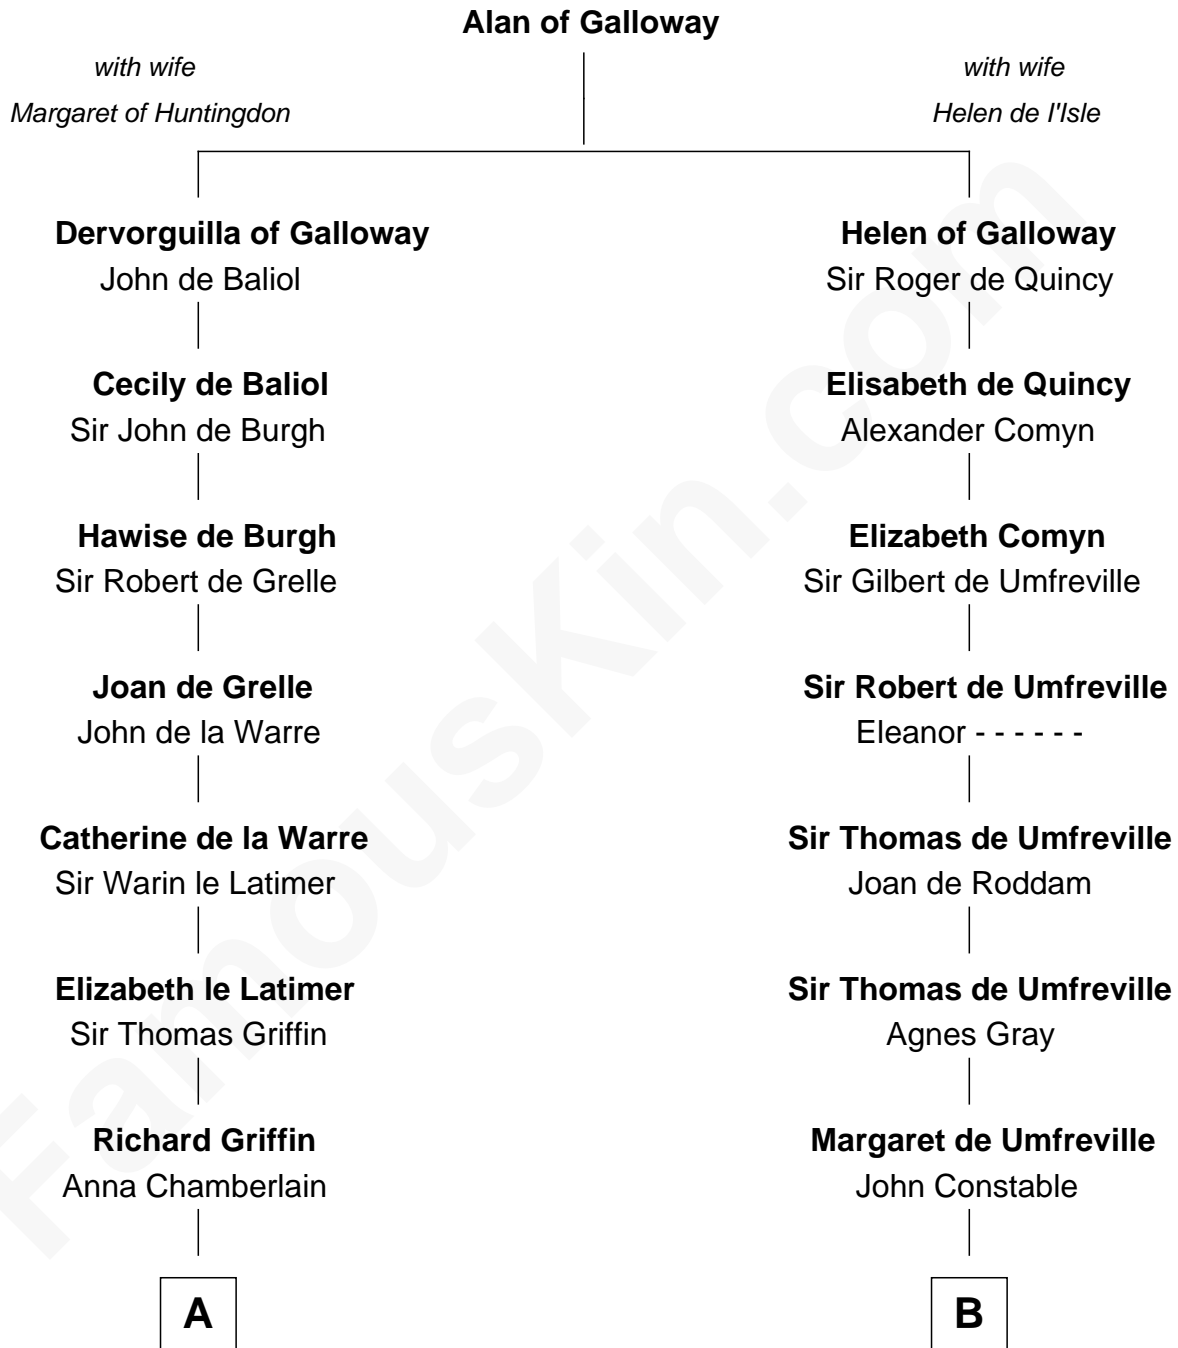 Alan of Galloway
with wife
Margaret of Huntingdon
with wife
Helen de l'Isle
Dervorguilla of Galloway
John de Baliol
Helen of Galloway
Sir Roger de Quincy
Cecily de Baliol
Sir John de Burgh
Elisabeth de Quincy
Alexander Comyn
Hawise de Burgh
Sir Robert de Grelle
Elizabeth Comyn
Sir Gilbert de Umfreville
Joan de Grelle
John de la Warre
Sir Robert de Umfreville
Eleanor - - - - - -
Catherine de la Warre
Sir Warin le Latimer
Sir Thomas de Umfreville
Joan de Roddam
Elizabeth le Latimer
Sir Thomas Griffin
Sir Thomas de Umfreville
Agnes Gray
Richard Griffin
Anna Chamberlain
Margaret de Umfreville
John Constable
A
B
FamousKin.com